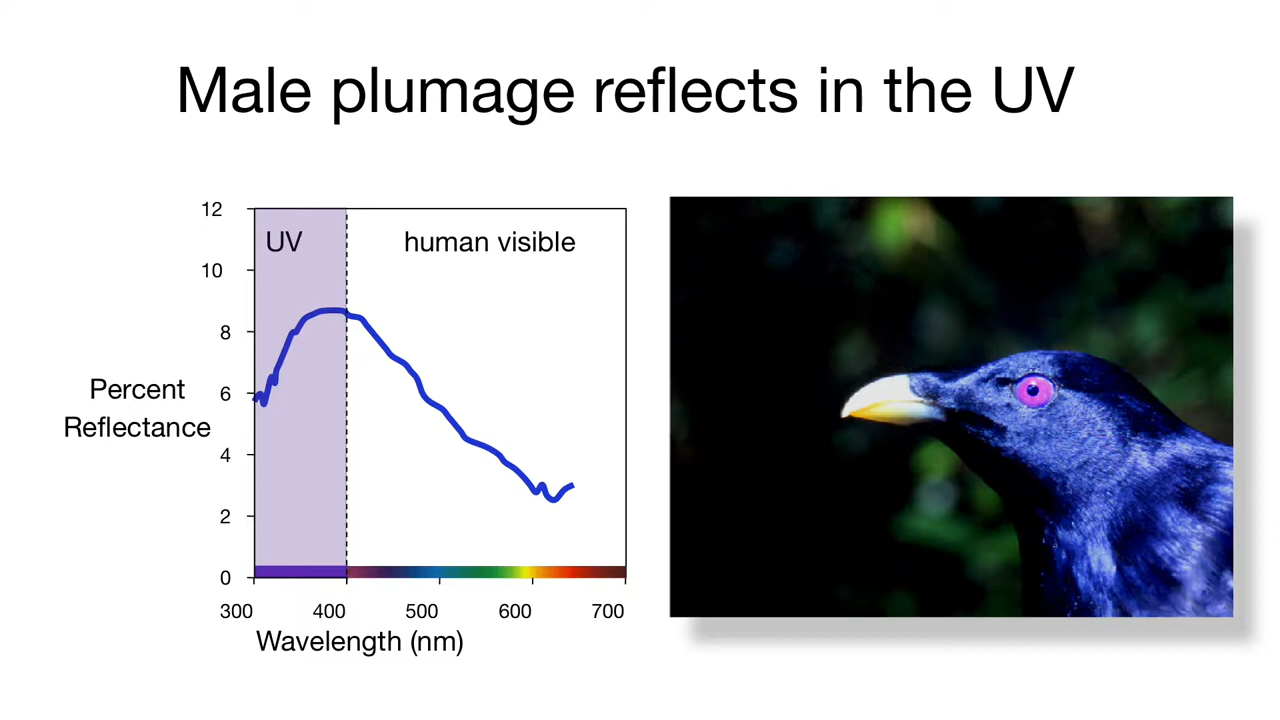 Male plumage reflects in the UV
12
10
8
6
4
2
0
Percent
Reflectance
UV
human visible
300 400 500 600 700
Wavelength (nm)